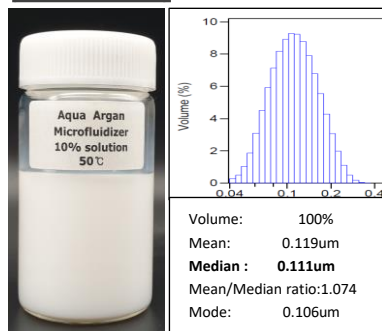 Aqua Argan
Microfluidizer
10% solution
50℃
Volume (%)
10
8
6
4
2
0
0.04 0.1 0.2 0.4
Volume: 100%
Mean: 0.119um
Median : 0.111um
Mean/Median ratio:1.074
Mode: 0.106um